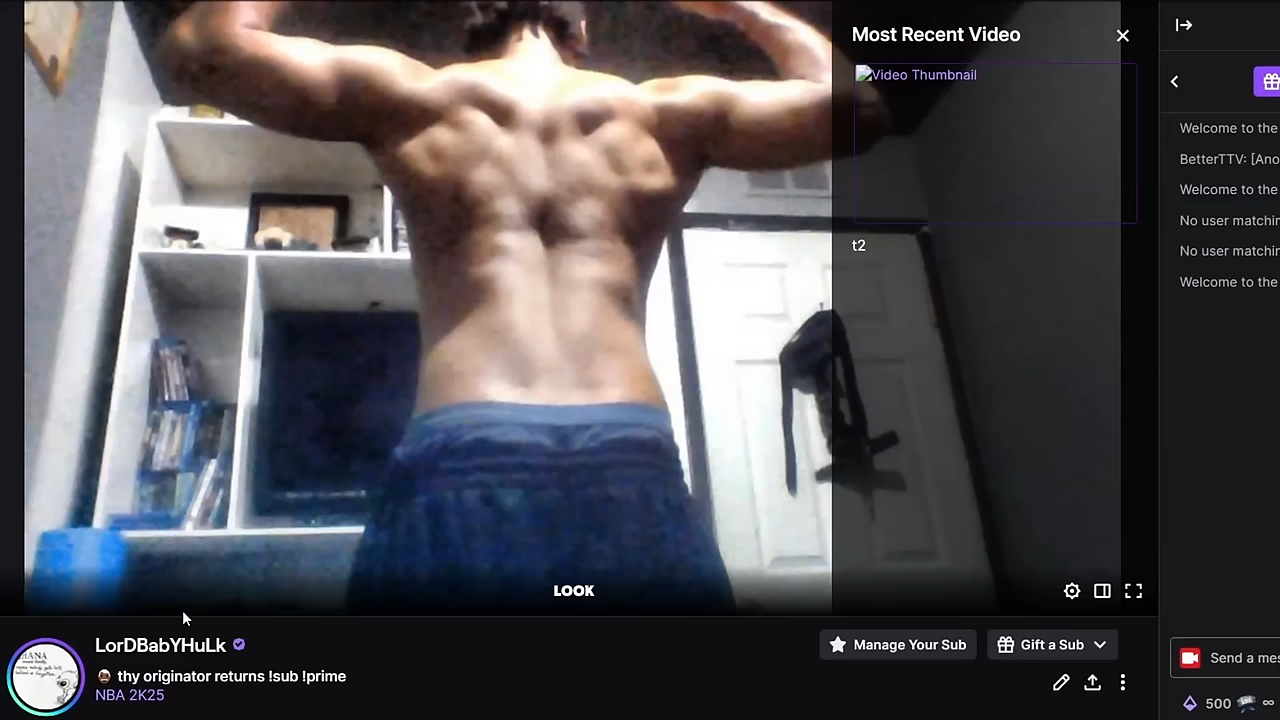 Most Recent Video
Video Thumbnail
t2
Welcome to the
BetterTTV: [Ano
Welcome to the
No user matchin
No user matchin
Welcome to the
LOOK
LorDBabYHuLk
Manage Your Sub
Gift a Sub
thy originator returns !sub !prime
NBA 2K25
Send a mes
500